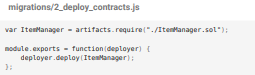 migrations/2_deploy_contracts.js
var ItemManager = artifacts.require("./ItemManager.sol");
module.exports = function(deployer) {
deployer.deploy(ItemManager);
};